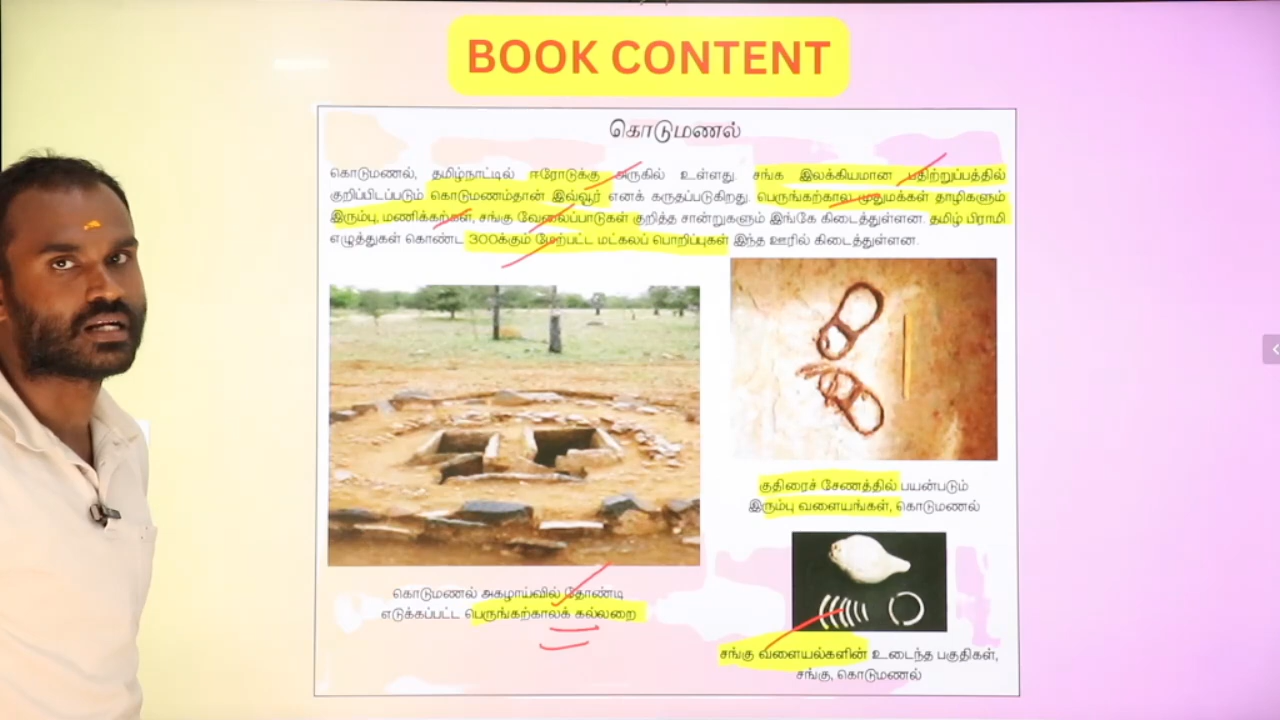 BOOK CONTENT
கொடுமணல்
கொடுமணல், தமிழ்நாட்டில் ஈரோடுக்கு அருகில் உள்ளது. சங்க இலக்கியமான பதிற்றுப்பத்தில்
குறிப்பிடப்படும் கொடுமணம்தான் இவ்வூர் எனக் கருதப்படுகிறது. பெருங்கற்கால முதுமக்கள் தாழிகளும்
இரும்பு, மணிக்கற்கள், சங்கு வேலைப்பாடுகள் குறித்த சான்றுகளும் இங்கே கிடைத்துள்ளன. தமிழ் பிராமி
எழுத்துகள் கொண்ட 300க்கும் மேற்பட்ட மட்கலப் பொறிப்புகள் இந்த ஊரில் கிடைத்துள்ளன.
குதிரைச் சேணத்தில் பயன்படும்
இரும்பு வளையங்கள், கொடுமணல்
கொடுமணல் அகழாய்வில் தோண்டி
எடுக்கப்பட்ட பெருங்கற்காலக் கல்லறை
சங்கு வளையல்களின் உடைந்த பகுதிகள்,
சங்கு, கொடுமணல்